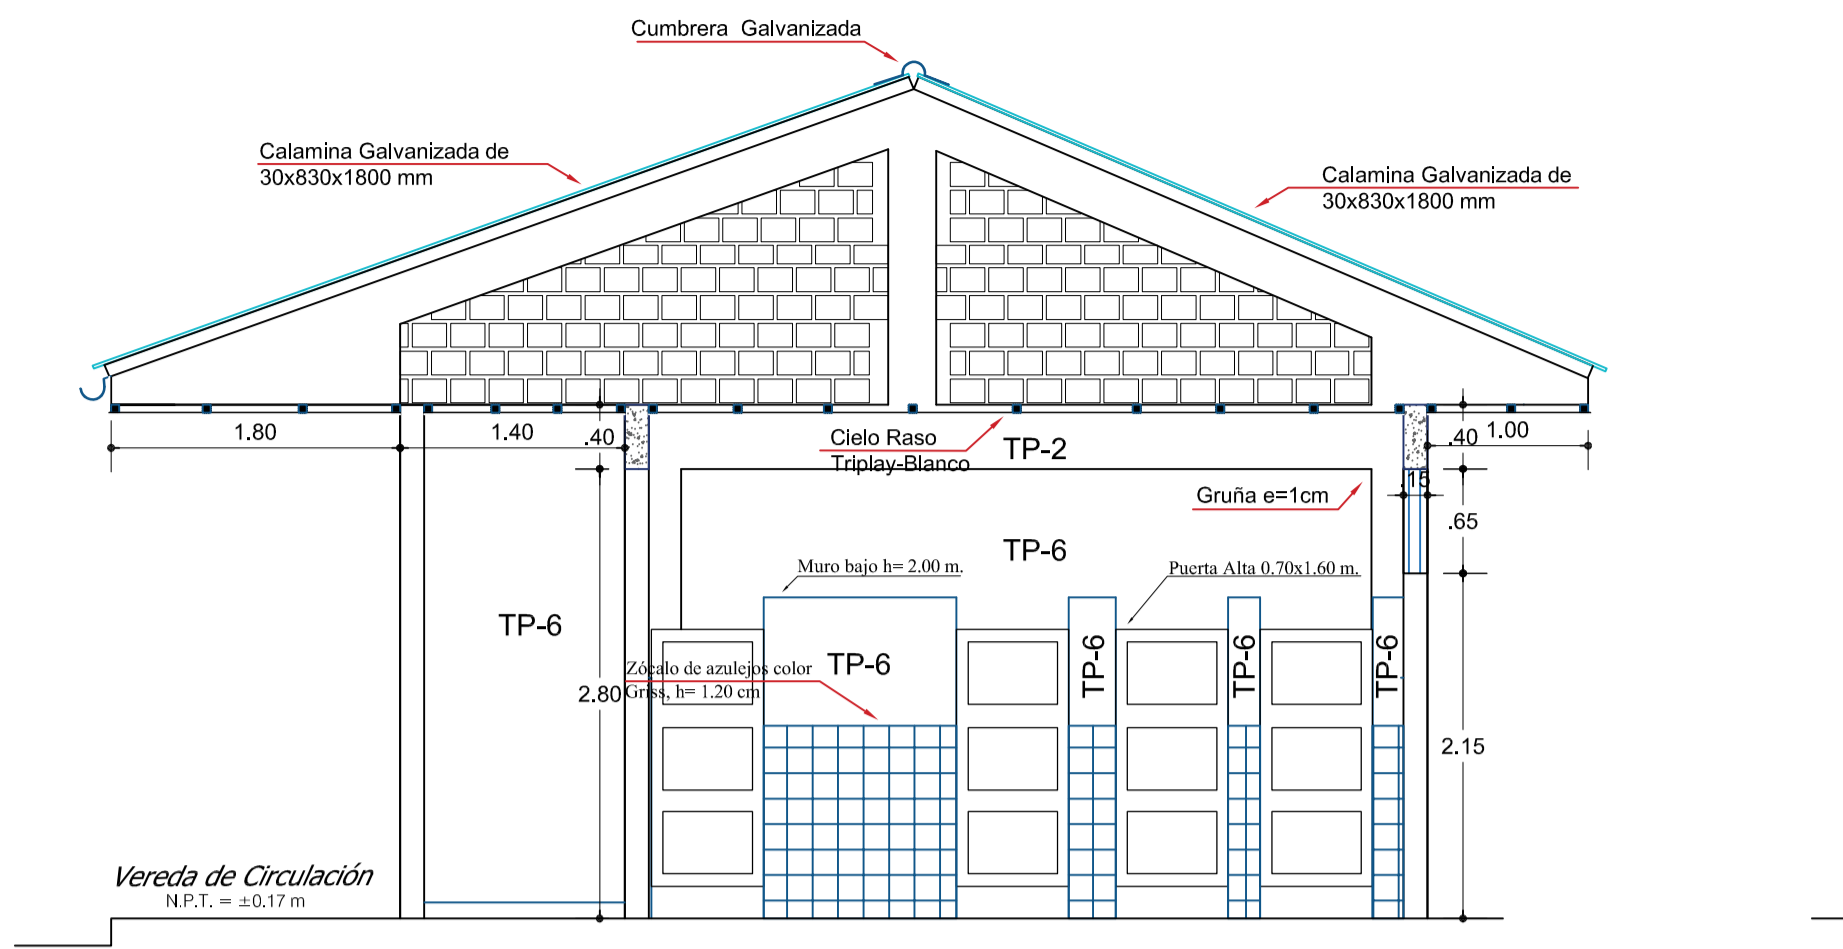 Cumbrera Galvanizada
Calamina Galvanizada de
30x830x1800 mm
Calamina Galvanizada de
30x830x1800 mm
1.80
1.40
.40
Cielo Raso
Triplay-Blanco
TP-2
.40
1.00
.15
Gruña e=1cm
.65
TP-6
Muro bajo h= 2.00 m.
Puerta Alta 0.70x1.60 m.
TP-6
Zócalo de azulejos color
Griss, h= 1.20 cm
TP-6
TP-6
TP-6
TP-6
2.80
2.15
Vereda de Circulación
N.P.T. = ±0.17 m